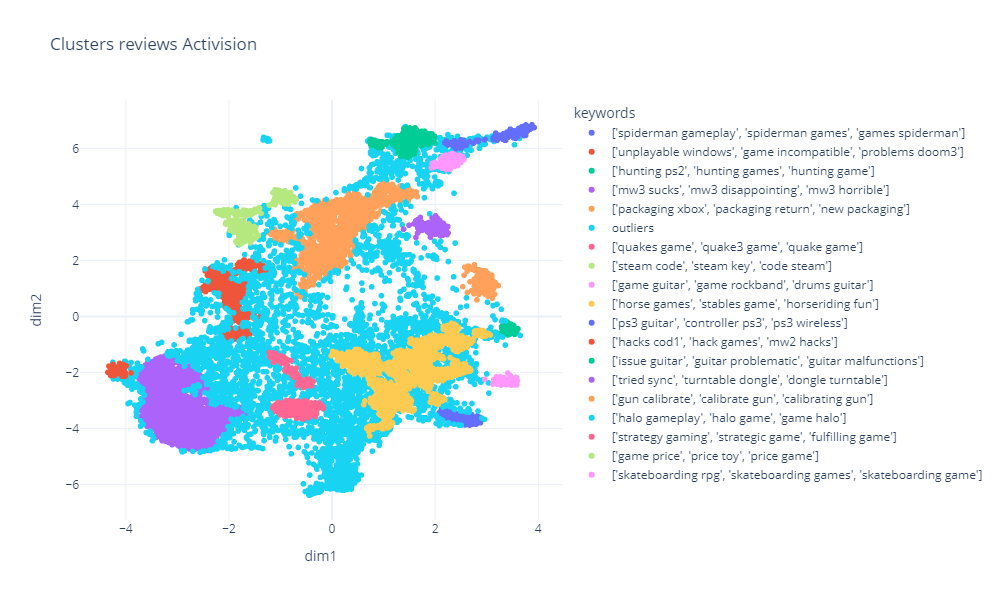 Clusters reviews Activision
keywords
['spiderman gameplay', 'spiderman games', 'games spiderman']
['unplayable windows', 'game incompatible', 'problems doom3']
['hunting ps2', 'hunting games', 'hunting game']
['mw3 sucks', 'mw3 disappointing', 'mw3 horrible']
['packaging xbox', 'packaging return', 'new packaging']
outliers
['quakes game', 'quake3 game', 'quake game']
['steam code', 'steam key', 'code steam']
['game guitar', 'game rockband', 'drums guitar']
['horse games', 'stables game', 'horseriding fun']
['ps3 guitar', 'controller ps3', 'ps3 wireless']
['hacks cod1', 'hack games', 'mw2 hacks']
['issue guitar', 'guitar problematic', 'guitar malfunctions']
['tried sync', 'turntable dongle', 'dongle turntable']
['gun calibrate', 'calibrate gun', 'calibrating gun']
['halo gameplay', 'halo game', 'game halo']
['strategy gaming', 'strategic game', 'fulfilling game']
['game price', 'price toy', 'price game']
['skateboarding rpg', 'skateboarding games', 'skateboarding game']
6
4
2
0
−2
−4
−6
dim2
−4 −2 0 2 4
dim1